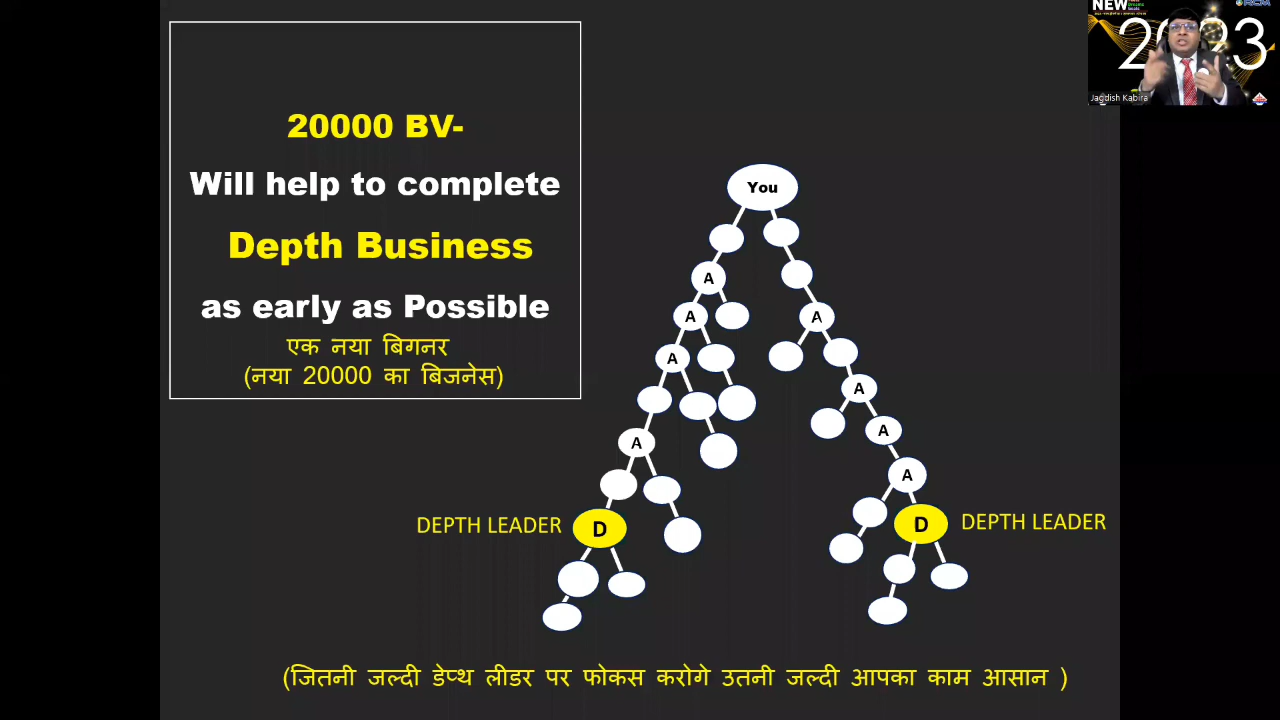 20000 BV-
Will help to complete
Depth Business
as early as Possible
एक नया बिगनर
(नया 20000 का बिजनेस)
NEW
RCM
2023
Jagdish Kabira
You
A
A
A
A
A
A
A
A
DEPTH LEADER
D
D
DEPTH LEADER
(जितनी जल्दी डेप्थ लीडर पर फोकस करोगे उतनी जल्दी आपका काम आसान )